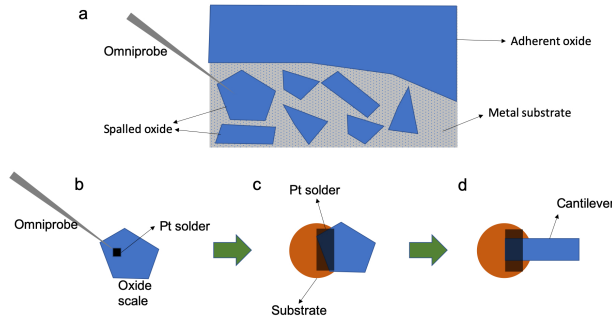 a
Omniprobe
Adherent oxide
Metal substrate
Spalled oxide
b
c
d
Omniprobe
Pt solder
Pt solder
Cantilever
Oxide
scale
Substrate